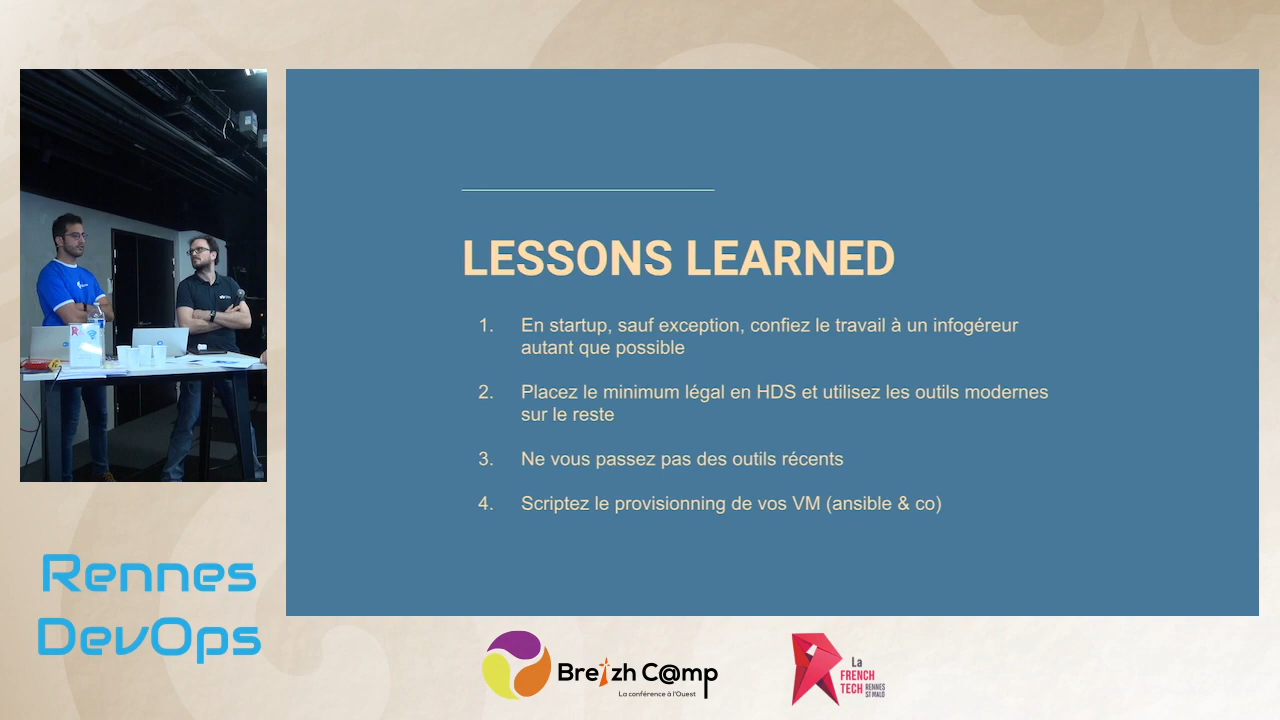 LESSONS LEARNED
1. En startup, sauf exception, confiez le travail à un infogéreur
autant que possible
2. Placez le minimum légal en HDS et utilisez les outils modernes
sur le reste
3. Ne vous passez pas des outils récents
4. Scriptez le provisionning de vos VM (ansible & co)
Rennes
DevOps
Breizh C@mp
La conférence à l'Ouest
La
FRENCH
TECH RENNES
ST MALO